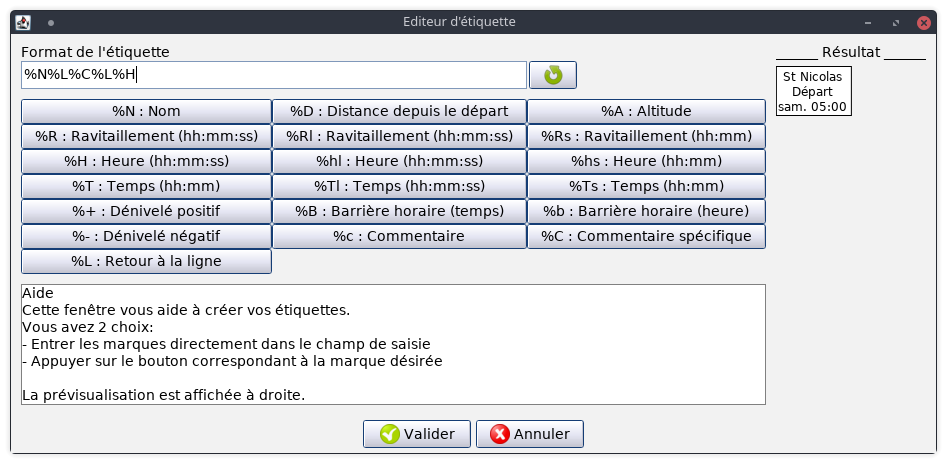 Editeur d'étiquette
Format de l'étiquette
_____ Résultat _____
%N%L%C%L%H
St Nicolas
Départ
sam. 05:00
%N : Nom
%D : Distance depuis le départ
%A : Altitude
%R : Ravitaillement (hh:mm:ss)
%Rl : Ravitaillement (hh:mm:ss)
%Rs : Ravitaillement (hh:mm)
%H : Heure (hh:mm:ss)
%hl : Heure (hh:mm:ss)
%hs : Heure (hh:mm)
%T : Temps (hh:mm)
%Tl : Temps (hh:mm:ss)
%Ts : Temps (hh:mm)
%+ : Dénivelé positif
%B : Barrière horaire (temps)
%b : Barrière horaire (heure)
%- : Dénivelé négatif
%c : Commentaire
%C : Commentaire spécifique
%L : Retour à la ligne
Aide
Cette fenêtre vous aide à créer vos étiquettes.
Vous avez 2 choix:
- Entrer les marques directement dans le champ de saisie
- Appuyer sur le bouton correspondant à la marque désirée
La prévisualisation est affichée à droite.
Valider
Annuler